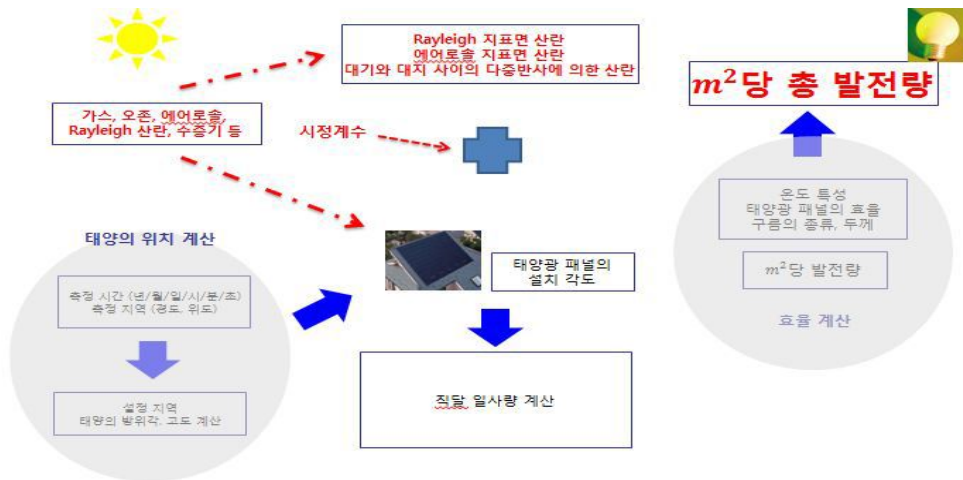 Rayleigh 지표면 산란
에어로솔 지표면 산란
대기와 대지 사이의 다중반사에 의한 산란
m²당 총 발전량
가스, 오존, 에어로솔,
Rayleigh 산란, 수증기 등
시정계수
온도 특성
태양광 패널의 효율
구름의 종류, 두께
태양의 위치 계산
태양광 패널의
설치 각도
m²당 발전량
측정 시간 (년/월/일/시/분/초)
측정 지역 (경도, 위도)
효율 계산
직달 일사량 계산
설정 지역
태양의 방위각, 고도 계산